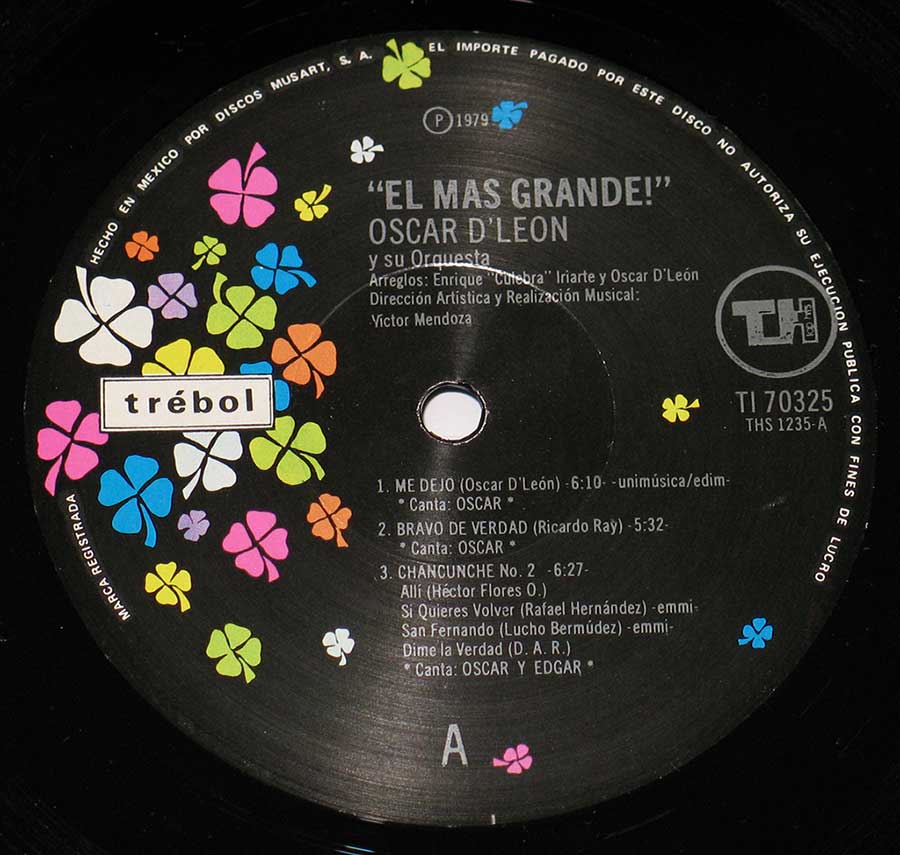 HECHO EN MEXICO POR DISCOS MUSART, S. A.
EL IMPORTE PAGADO POR ESTE DISCO NO AUTORIZA SU EJECUCION PUBLICA CON FINES DE LUCRO
Ⓟ 1979
“EL MAS GRANDE!”
OSCAR D'LEON
y su Orquesta
Arreglos: Enrique “Culebra” Iriarte y Oscar D'León
Dirección Artística y Realización Musical:
Víctor Mendoza
TH
top hits
trébol
TI 70325
THS 1235-A
1. ME DEJO (Oscar D'León) -6:10- -unimúsica/edim-
* Canta: OSCAR *
2. BRAVO DE VERDAD (Ricardo Ray) -5:32-
* Canta: OSCAR *
3. CHANCUNCHE No. 2 -6:27-
Allí (Héctor Flores O.)
Si Quieres Volver (Rafael Hernández) -emmi-
San Fernando (Lucho Bermúdez) -emmi-
Dime la Verdad (D. A. R.)
* Canta: OSCAR Y EDGAR *
MARCA REGISTRADA
A